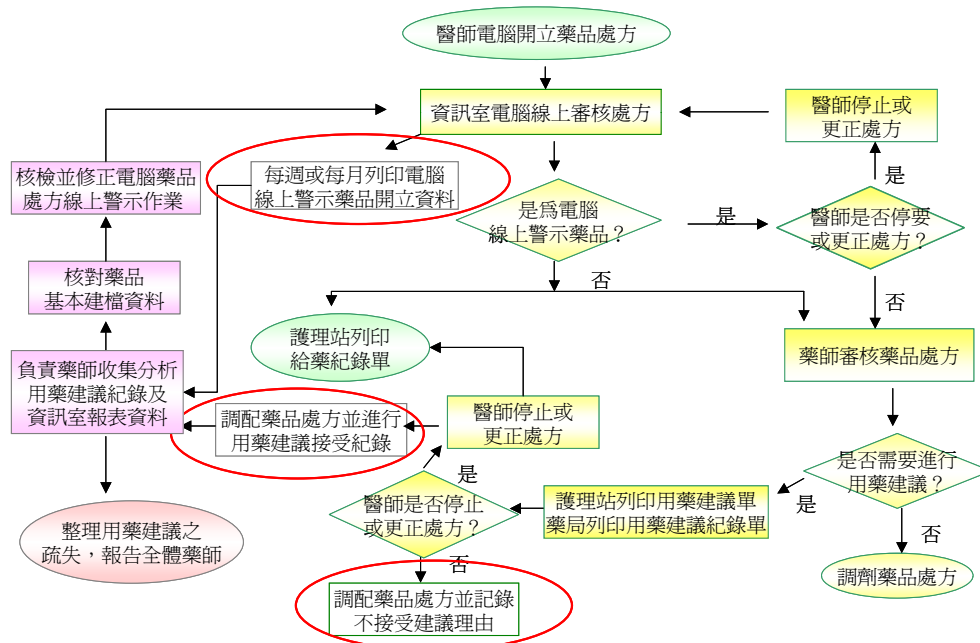 醫師電腦開立藥品處方
資訊室電腦線上審核處方
醫師停止或
更正處方
核檢並修正電腦藥品
處方線上警示作業
每週或每月列印電腦
線上警示藥品開立資料
是
是為電腦
線上警示藥品？
是
醫師是否停要
或更正處方？
核對藥品
基本建檔資料
否
否
護理站列印
給藥紀錄單
藥師審核藥品處方
負責藥師收集分析
用藥建議紀錄及
資訊室報表資料
調配藥品處方並進行
用藥建議接受紀錄
醫師停止或
更正處方
是否需要進行
用藥建議？
是
是
醫師是否停止
或更正處方？
護理站列印用藥建議單
藥局列印用藥建議紀錄單
整理用藥建議之
疏失，報告全體藥師
否
否
調劑藥品處方
調配藥品處方並記錄
不接受建議理由